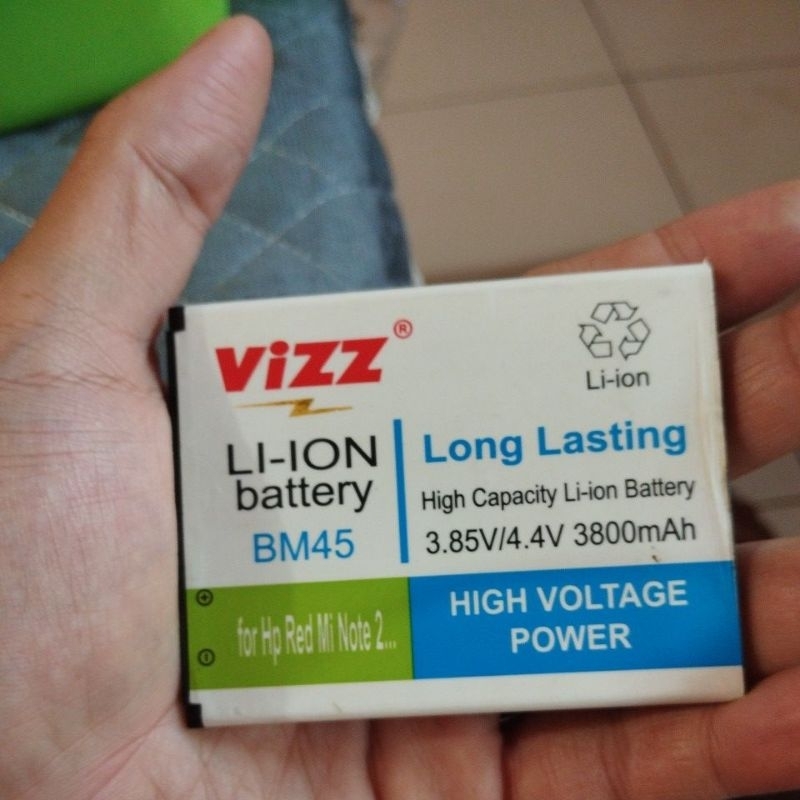 ViZZ®
LI-ION
battery
BM45
Li-ion
Long Lasting
High Capacity Li-ion Battery
3.85V/4.4V 3800mAh
for Hp Red Mi Note 2...
HIGH VOLTAGE
POWER